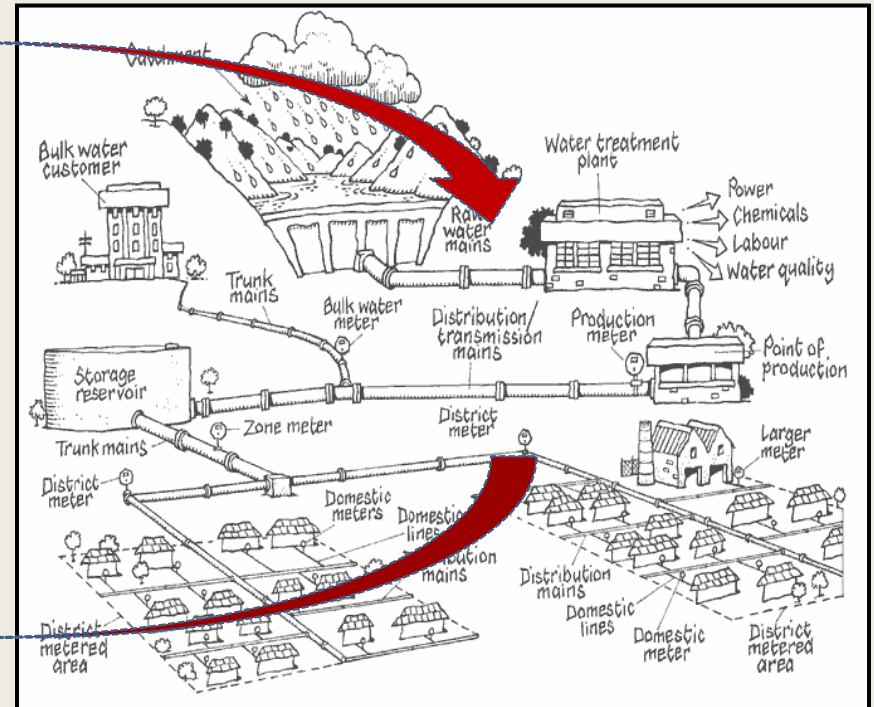 Catchment
Bulk water
customer
Water treatment
plant
Power
Chemicals
Labour
Water quality
Raw
water
mains
Trunk
mains
Bulk water
meter
Distribution
transmission
mains
Production
meter
Point of
production
Storage
reservoir
Trunk mains
Zone meter
District
meter
Larger
meter
District
meter
Domestic
meters
Domestic
lines
mains
Distribution
mains
Domestic
lines
Domestic
meter
District
metered
area
District
metered
area